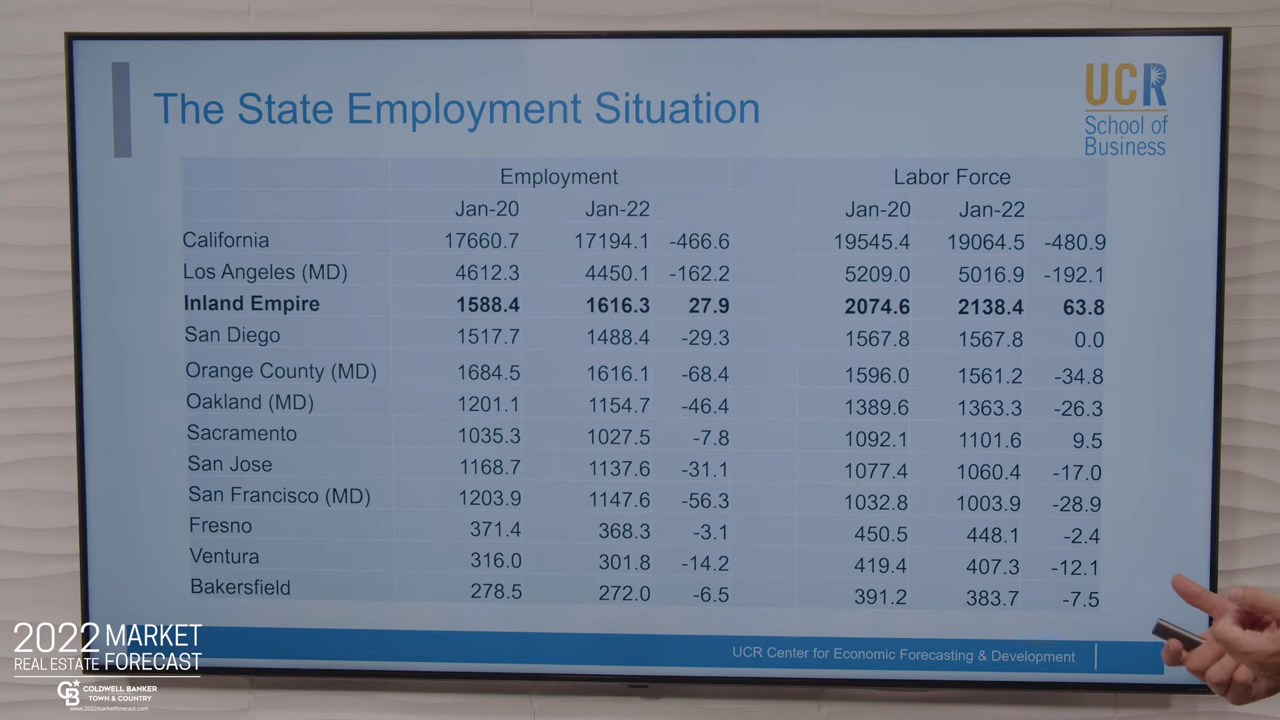 The State Employment Situation
UCR
School of
Business
Employment Labor Force
Jan-20 Jan-22 Jan-20 Jan-22
California 17660.7 17194.1 -466.6 19545.4 19064.5 -480.9
Los Angeles (MD) 4612.3 4450.1 -162.2 5209.0 5016.9 -192.1
Inland Empire 1588.4 1616.3 27.9 2074.6 2138.4 63.8
San Diego 1517.7 1488.4 -29.3 1567.8 1567.8 0.0
Orange County (MD) 1684.5 1616.1 -68.4 1596.0 1561.2 -34.8
Oakland (MD) 1201.1 1154.7 -46.4 1389.6 1363.3 -26.3
Sacramento 1035.3 1027.5 -7.8 1092.1 1101.6 9.5
San Jose 1168.7 1137.6 -31.1 1077.4 1060.4 -17.0
San Francisco (MD) 1203.9 1147.6 -56.3 1032.8 1003.9 -28.9
Fresno 371.4 368.3 -3.1 450.5 448.1 -2.4
Ventura 316.0 301.8 -14.2 419.4 407.3 -12.1
Bakersfield 278.5 272.0 -6.5 391.2 383.7 -7.5
UCR Center for Economic Forecasting & Development
2022 MARKET
REAL ESTATE FORECAST
CB COLDWELL BANKER
TOWN & COUNTRY
www.2022marketforecast.com